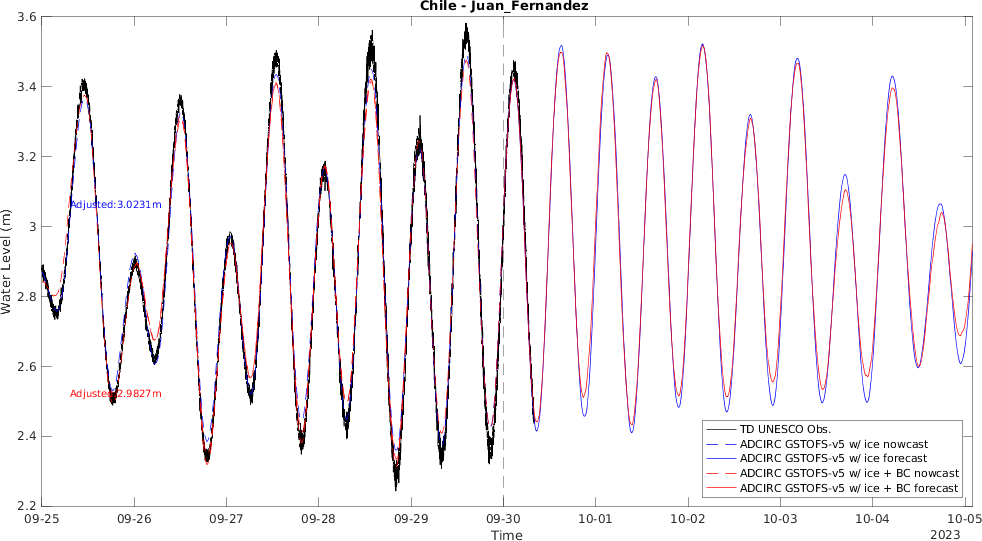 Chile - Juan_Fernandez
3.6
3.4
3.2
3
2.8
2.6
2.4
2.2
Water Level (m)
Adjusted:3.0231m
Adjusted:2.9827m
TD UNESCO Obs.
ADCIRC GSTOFS-v5 w/ ice nowcast
ADCIRC GSTOFS-v5 w/ ice forecast
ADCIRC GSTOFS-v5 w/ ice + BC nowcast
ADCIRC GSTOFS-v5 w/ ice + BC forecast
09-25 09-26 09-27 09-28 09-29 09-30 10-01 10-02 10-03 10-04 10-05
Time
2023